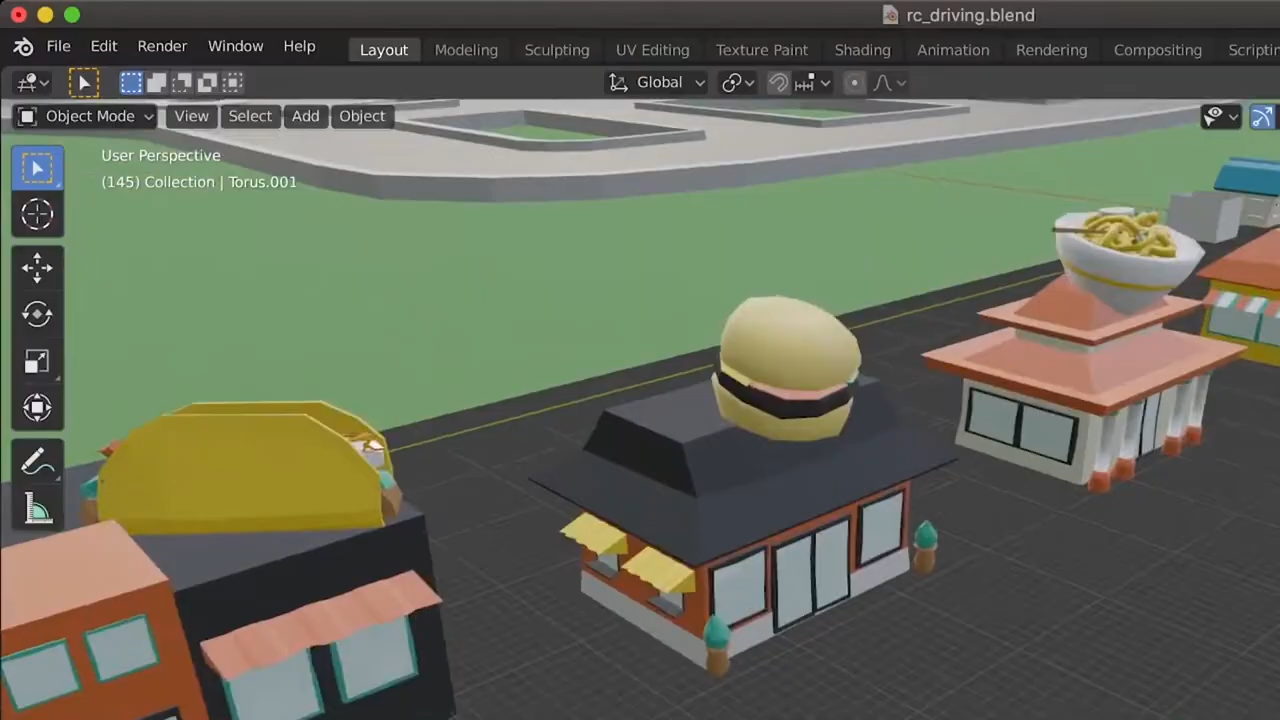 rc_driving.blend
File Edit Render Window Help Layout Modeling Sculpting UV Editing Texture Paint Shading Animation Rendering Compositing Scriptin
Global
Object Mode View Select Add Object
User Perspective
(145) Collection | Torus.001